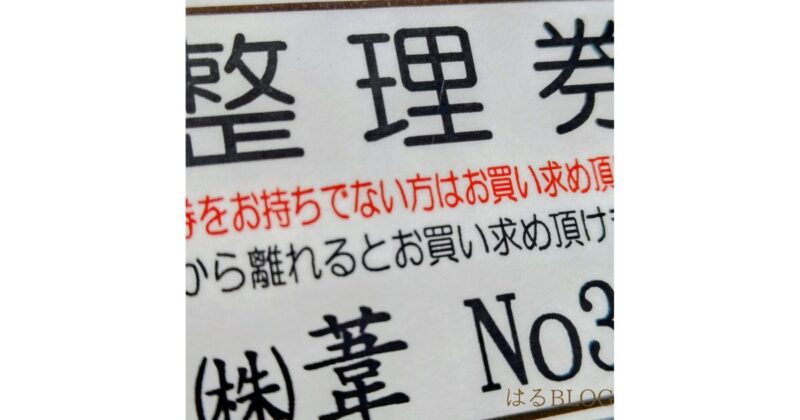 整理券
券をお持ちでない方はお買い求め頂
から離れるとお買い求め頂け
(株)葦 No3
はるBLOG